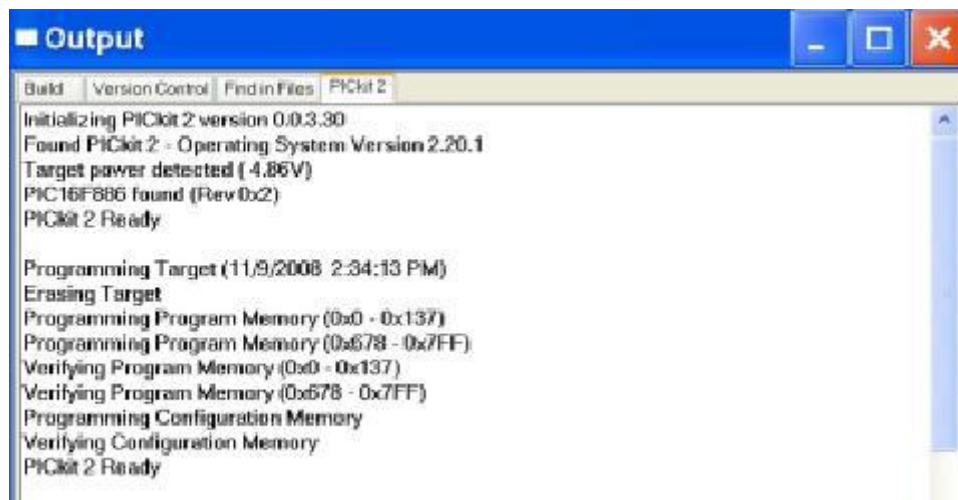 Output
Build Version Control Find in Files PICkit 2
Initializing PICkit 2 version 0.0.3.30
Found PICkit 2 - Operating System Version 2.20.1
Target power detected ( 4.86V)
PIC16F886 found (Rev 0x2)
PICkit 2 Ready
Programming Target (11/9/2008 2:34:13 PM)
Erasing Target
Programming Program Memory (0x0 - 0x137)
Programming Program Memory (0x678 - 0x7FF)
Verifying Program Memory (0x0 - 0x137)
Verifying Program Memory (0x678 - 0x7FF)
Programming Configuration Memory
Verifying Configuration Memory
PICkit 2 Ready